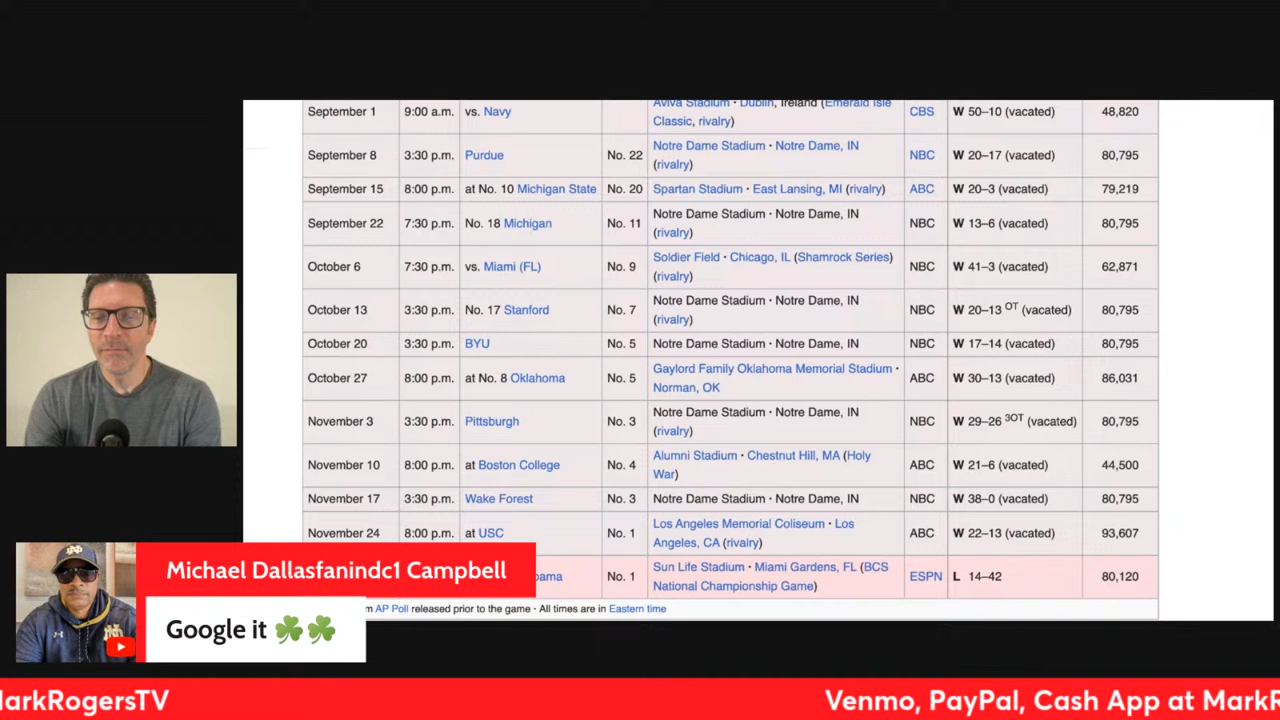 Aviva Stadium · Dublin, Ireland (Emerald Isle
September 1 9:00 a.m. vs. Navy CBS W 50–10 (vacated) 48,820
Classic, rivalry)
Notre Dame Stadium · Notre Dame, IN
September 8 3:30 p.m. Purdue No. 22 NBC W 20–17 (vacated) 80,795
(rivalry)
September 15 8:00 p.m. at No. 10 Michigan State No. 20 Spartan Stadium · East Lansing, MI (rivalry) ABC W 20–3 (vacated) 79,219
Notre Dame Stadium · Notre Dame, IN
September 22 7:30 p.m. No. 18 Michigan No. 11 NBC W 13–6 (vacated) 80,795
(rivalry)
Soldier Field · Chicago, IL (Shamrock Series)
October 6 7:30 p.m. vs. Miami (FL) No. 9 NBC W 41–3 (vacated) 62,871
(rivalry)
Notre Dame Stadium · Notre Dame, IN
October 13 3:30 p.m. No. 17 Stanford No. 7 NBC W 20–13 OT (vacated) 80,795
(rivalry)
October 20 3:30 p.m. BYU No. 5 Notre Dame Stadium · Notre Dame, IN NBC W 17–14 (vacated) 80,795
Gaylord Family Oklahoma Memorial Stadium ·
October 27 8:00 p.m. at No. 8 Oklahoma No. 5 ABC W 30–13 (vacated) 86,031
Norman, OK
Notre Dame Stadium · Notre Dame, IN
November 3 3:30 p.m. Pittsburgh No. 3 NBC W 29–26 3OT (vacated) 80,795
(rivalry)
Alumni Stadium · Chestnut Hill, MA (Holy
November 10 8:00 p.m. at Boston College No. 4 ABC W 21–6 (vacated) 44,500
War)
November 17 3:30 p.m. Wake Forest No. 3 Notre Dame Stadium · Notre Dame, IN NBC W 38–0 (vacated) 80,795
Los Angeles Memorial Coliseum · Los
November 24 8:00 p.m. at USC No. 1 ABC W 22–13 (vacated) 93,607
Angeles, CA (rivalry)
Sun Life Stadium · Miami Gardens, FL (BCS
bama No. 1 ESPN L 14–42 80,120
National Championship Game)
m AP Poll released prior to the game · All times are in Eastern time
Michael Dallasfanindc1 Campbell
Google it ☘️☘️
MarkRogersTV Venmo, PayPal, Cash App at MarkR